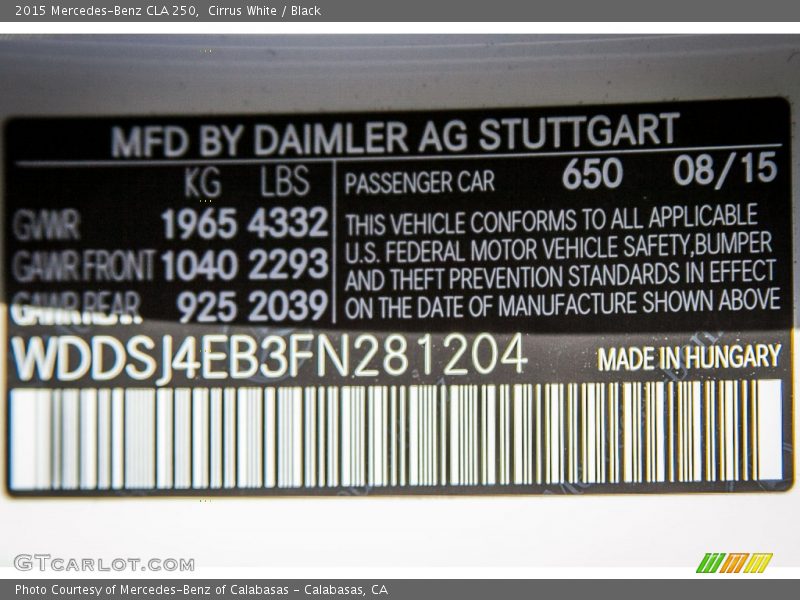 2015 Mercedes-Benz CLA 250,  Cirrus White / Black
MFD BY DAIMLER AG STUTTGART
KG LBS
GVWR 1965 4332
GAWR FRONT 1040 2293
GAWR REAR 925 2039
PASSENGER CAR 650 08/15
THIS VEHICLE CONFORMS TO ALL APPLICABLE
U.S. FEDERAL MOTOR VEHICLE SAFETY,BUMPER
AND THEFT PREVENTION STANDARDS IN EFFECT
ON THE DATE OF MANUFACTURE SHOWN ABOVE
WDDSJ4EB3FN281204 MADE IN HUNGARY
GTCARLOT.COM
Photo Courtesy of Mercedes-Benz of Calabasas - Calabasas, CA